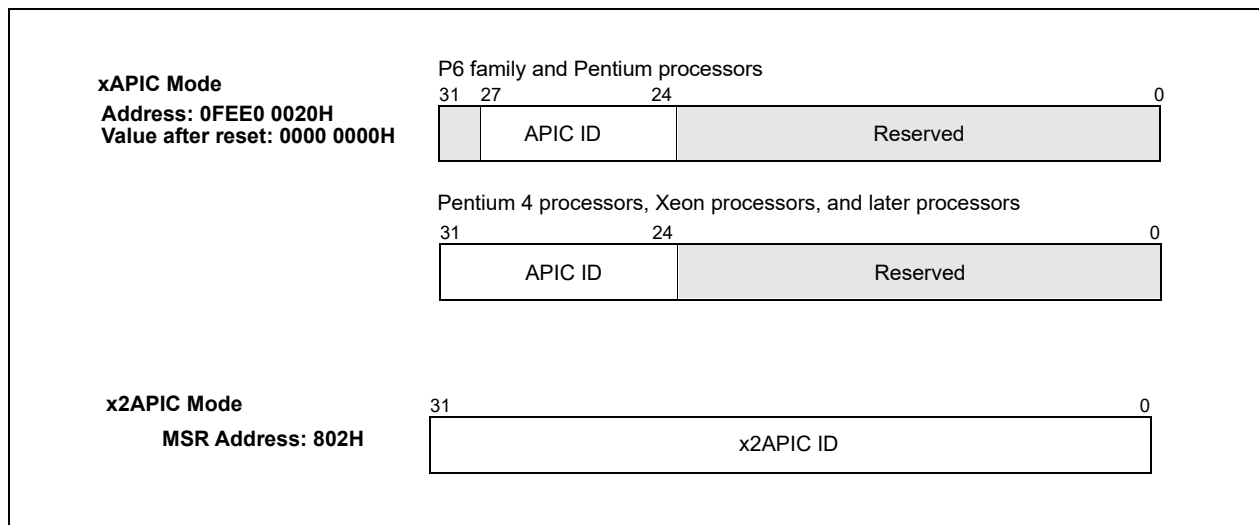 xAPIC Mode
Address: 0FEE0 0020H
Value after reset: 0000 0000H
P6 family and Pentium processors
31 27 24 0
APIC ID Reserved
Pentium 4 processors, Xeon processors, and later processors
31 24 0
APIC ID Reserved
x2APIC Mode
MSR Address: 802H
31 0
x2APIC ID